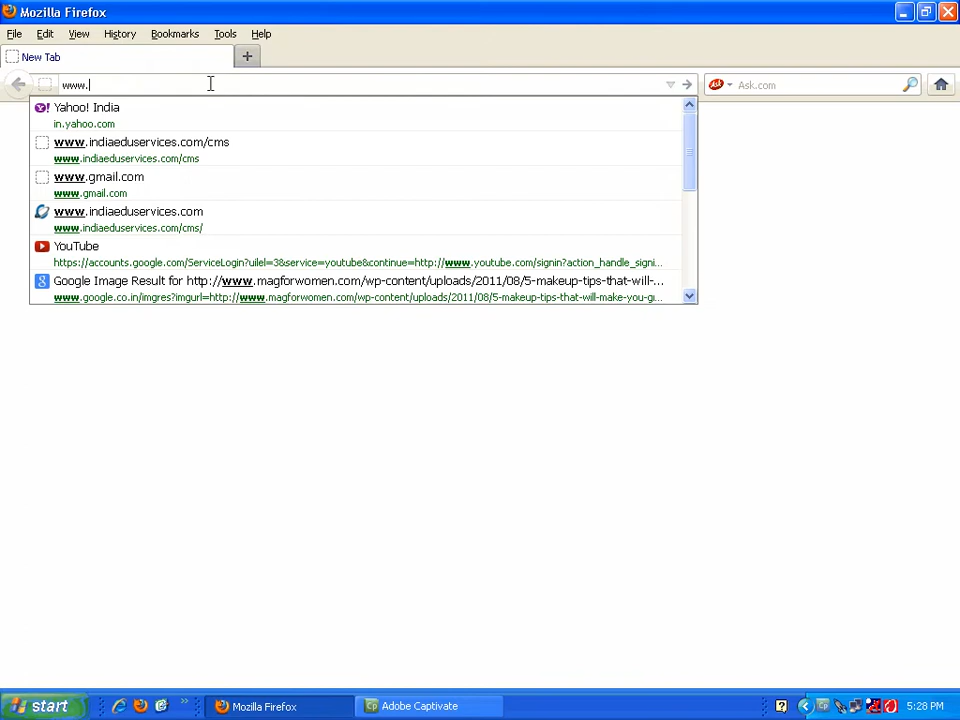 Mozilla Firefox
File Edit View History Bookmarks Tools Help
New Tab
www. Ask.com
Yahoo! India
in.yahoo.com
www.indiaeduservices.com/cms
www.indiaeduservices.com/cms
www.gmail.com
www.gmail.com
www.indiaeduservices.com
www.indiaeduservices.com/cms/
YouTube
https://accounts.google.com/ServiceLogin?uilel=3&service=youtube&continue=http://www.youtube.com/signin?action_handle_signi...
Google Image Result for http://www.magforwomen.com/wp-content/uploads/2011/08/5-makeup-tips-that-will-...
www.google.co.in/imgres?imgurl=http://www.magforwomen.com/wp-content/uploads/2011/08/5-makeup-tips-that-will-make-you-gi...
start Mozilla Firefox Adobe Captivate 5:28 PM